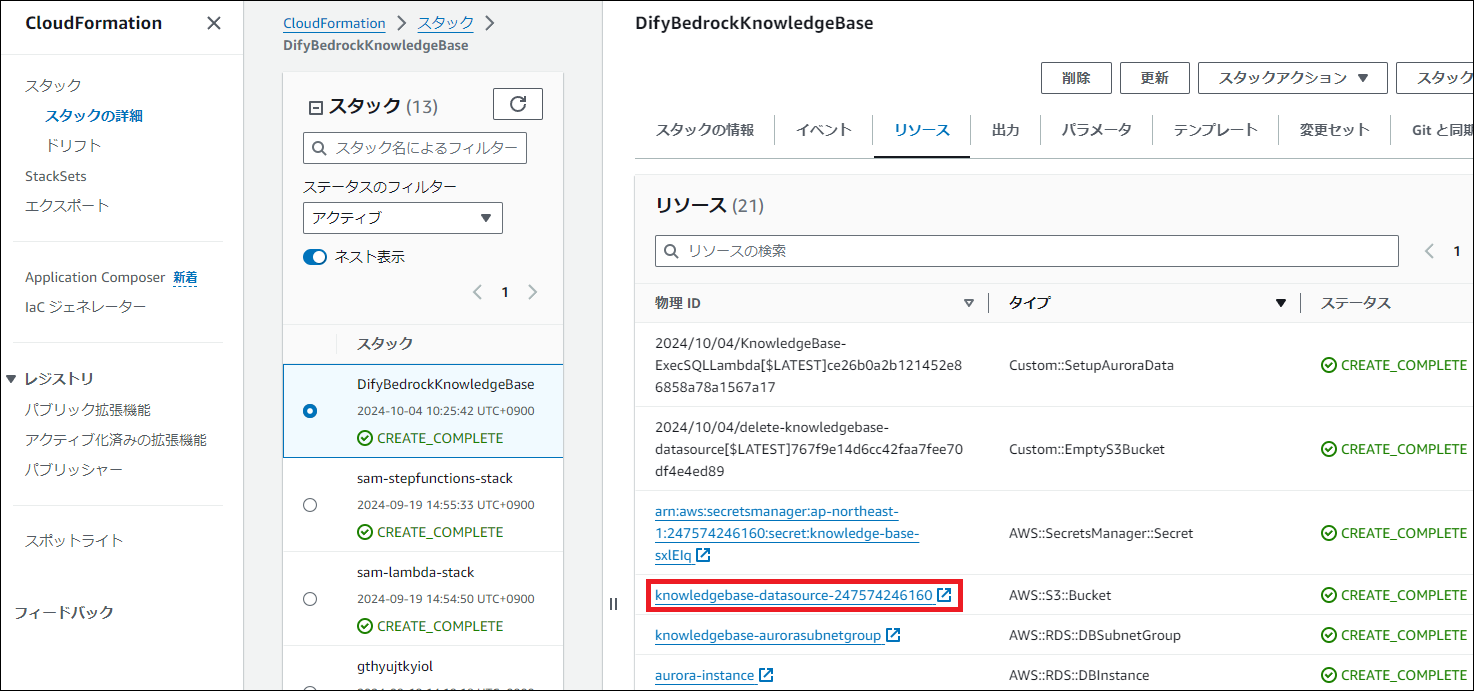 CloudFormation
スタック
スタックの詳細
ドリフト
StackSets
エクスポート
Application Composer 新着
IaC ジェネレーター
レジストリ
パブリック拡張機能
アクティブ化済みの拡張機能
パブリッシャー
スポットライト
フィードバック
CloudFormation スタック
DifyBedrockKnowledgeBase
スタック (13)
スタック名によるフィルター
ステータスのフィルター
アクティブ
ネスト表示
1
スタック
DifyBedrockKnowledgeBase
2024-10-04 10:25:42 UTC+0900
CREATE_COMPLETE
sam-stepfunctions-stack
2024-09-19 14:55:33 UTC+0900
CREATE_COMPLETE
sam-lambda-stack
2024-09-19 14:54:50 UTC+0900
CREATE_COMPLETE
gthyujtkyiol
DifyBedrockKnowledgeBase
削除 更新 スタックアクション スタック
スタックの情報 イベント リソース 出力 パラメータ テンプレート 変更セット Git と同期
リソース (21)
リソースの検索
1
物理 ID タイプ ステータス
2024/10/04/KnowledgeBase-
ExecSQLLambda[$LATEST]ce26b0a2b121452e8
6858a78a1567a17
Custom::SetupAuroraData
CREATE_COMPLETE
2024/10/04/delete-knowledgebase-
datasource[$LATEST]767f9e14d6cc42faa7fee70
df4e4ed89
Custom::EmptyS3Bucket
CREATE_COMPLETE
arn:aws:secretsmanager:ap-northeast-
1:247574246160:secret:knowledge-base-
sxlEIq
AWS::SecretsManager::Secret
CREATE_COMPLETE
knowledgebase-datasource-247574246160 AWS::S3::Bucket CREATE_COMPLETE
knowledgebase-aurorasubnetgroup AWS::RDS::DBSubnetGroup CREATE_COMPLETE
aurora-instance AWS::RDS::DBInstance CREATE_COMPLETE